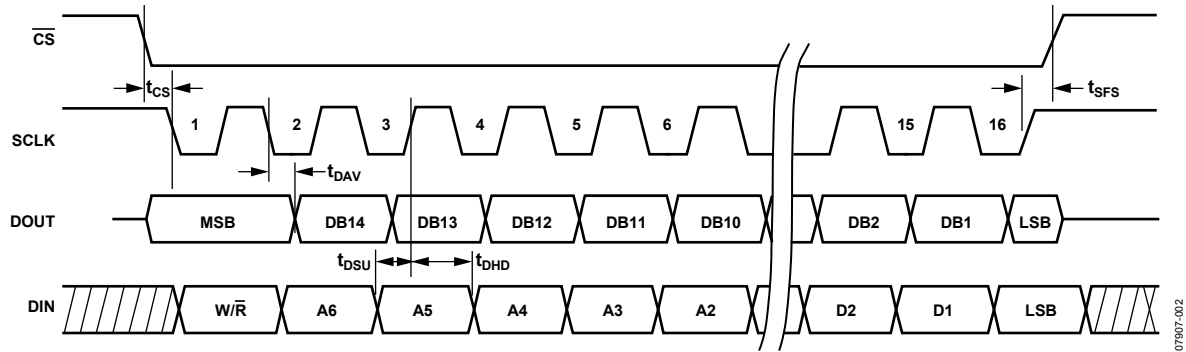 CS
tCS
tSFS
SCLK
1 2 3 4 5 6 15 16
tDAV
DOUT
MSB DB14 DB13 DB12 DB11 DB10 DB2 DB1 LSB
tDSU tDHD
DIN
W/R A6 A5 A4 A3 A2 D2 D1 LSB
07907-002